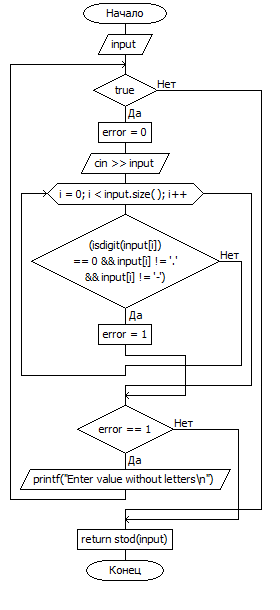 Начало
input
true
Нет
Да
error = 0
cin >> input
i = 0; i < input.size( ); i++
(isdigit(input[i])
== 0 && input[i] != '.'
&& input[i] != '-')
Нет
Да
error = 1
error == 1
Нет
Да
printf("Enter value without letters\n")
return stod(input)
Конец